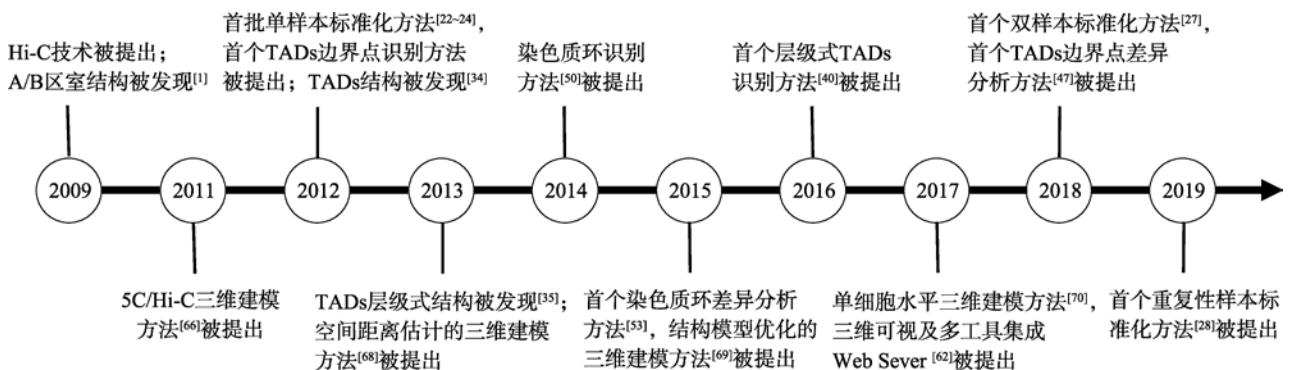 Hi-C技术被提出；
A/B区室结构被发现[1]
首批单样本标准化方法[22~24]，
首个TADs边界点识别方法
被提出；TADs结构被发现[34]
染色质环识别
方法[50]被提出
首个层级式TADs
识别方法[40]被提出
首个双样本标准化方法[27]，
首个TADs边界点差异
分析方法[47]被提出
2009
2011
2012
2013
2014
2015
2016
2017
2018
2019
5C/Hi-C三维建模
方法[66]被提出
TADs层级式结构被发现[35]；
空间距离估计的三维建模
方法[68]被提出
首个染色质环差异分析
方法[53]，结构模型优化的
三维建模方法[69]被提出
单细胞水平三维建模方法[70]，
三维可视及多工具集成
Web Sever [62]被提出
首个重复性样本标
准化方法[28]被提出